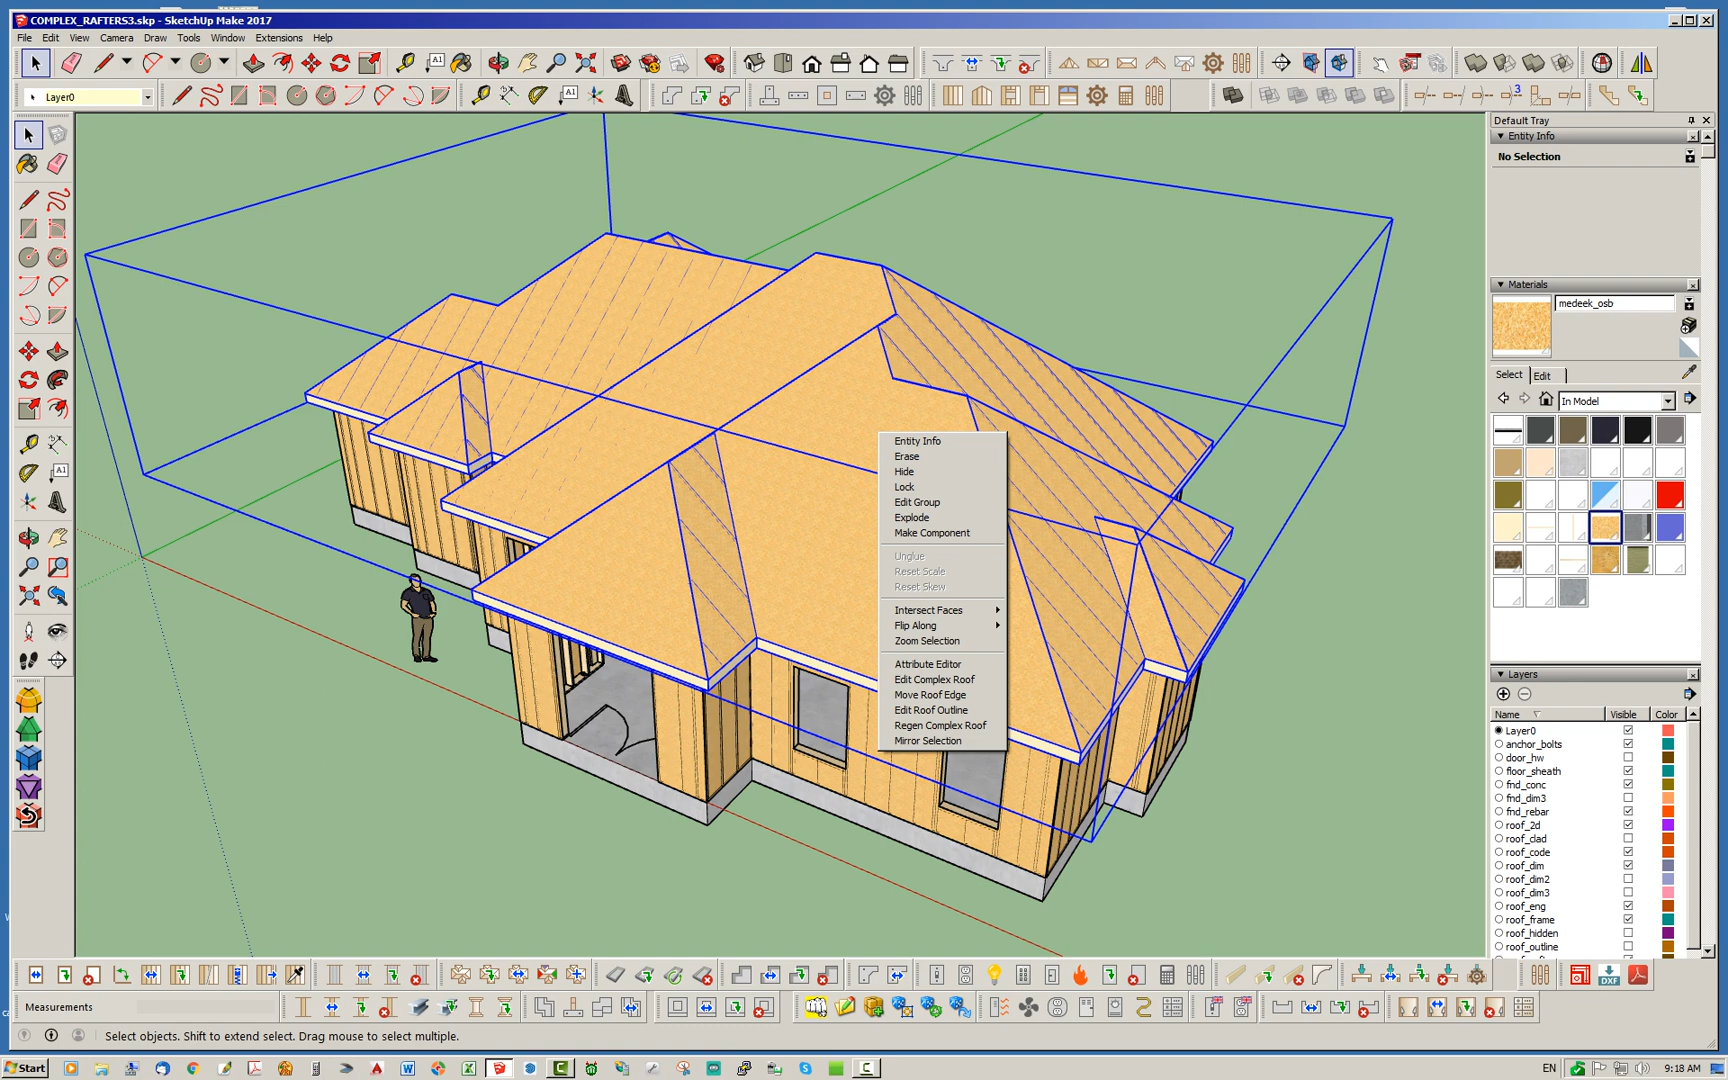 COMPLEX_RAFTERS3.skp - SketchUp Make 2017
File Edit View Camera Draw Tools Window Extensions Help
A1
Layer0
A1
3
Default Tray
Entity Info
No Selection
Materials
medeek_osb
Select
Edit
In Model
A1
Entity Info
Erase
Hide
Lock
Edit Group
Explode
Make Component
Unglue
Reset Scale
Reset Skew
Intersect Faces
Flip Along
Zoom Selection
Attribute Editor
Edit Complex Roof
Move Roof Edge
Edit Roof Outline
Regen Complex Roof
Mirror Selection
Layers
Name Visible Color
Layer0
anchor_bolts
door_hw
floor_sheath
fnd_conc
fnd_dim3
fnd_rebar
roof_2d
roof_clad
roof_code
roof_dim
roof_dim2
roof_dim3
roof_eng
roof_frame
roof_hidden
roof_outline
DXF
Measurements
Select objects. Shift to extend select. Drag mouse to select multiple.
Start
EN
9:18 AM